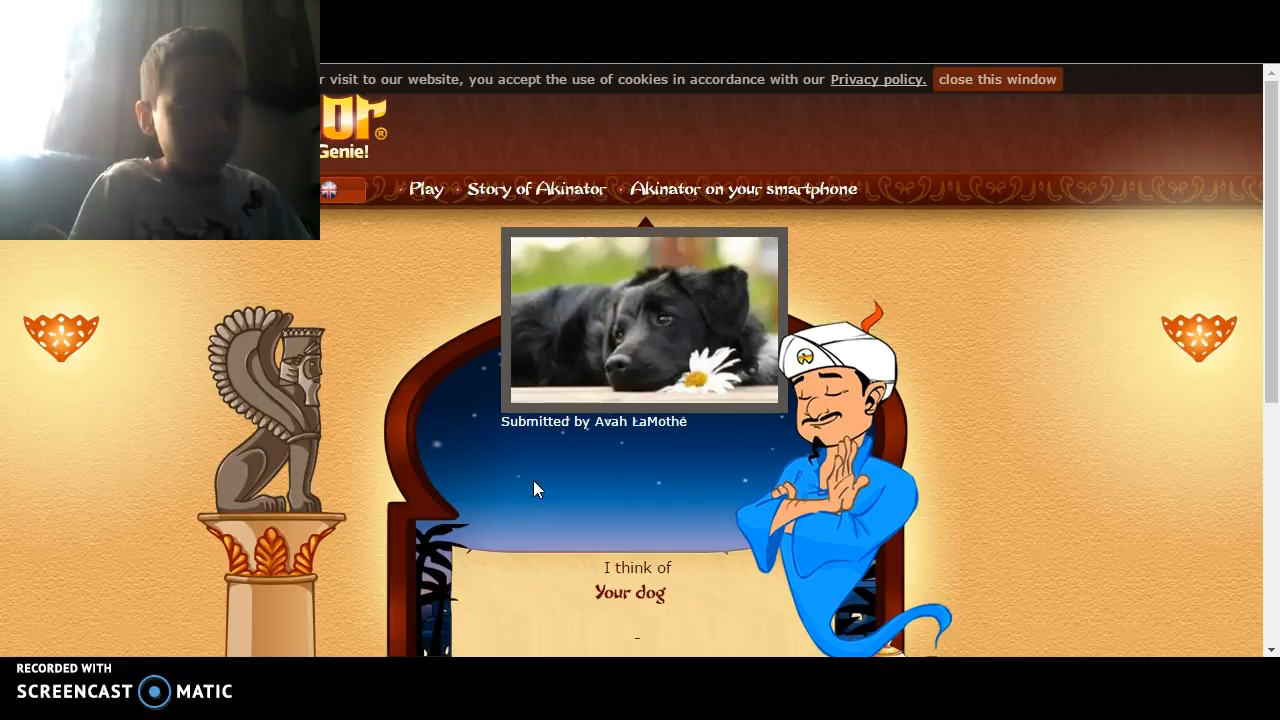 r visit to our website, you accept the use of cookies in accordance with our Privacy policy. close this window
or®
Genie!
Play Story of Akinator Akinator on your smartphone
Submitted by Avah LaMothe
I think of
Your dog
-
RECORDED WITH
SCREENCAST MATIC